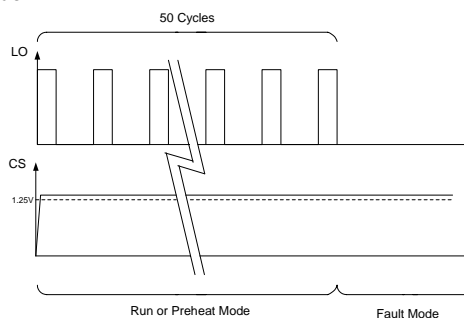 50 Cycles
LO
CS
1.25V
Run or Preheat Mode
Fault Mode